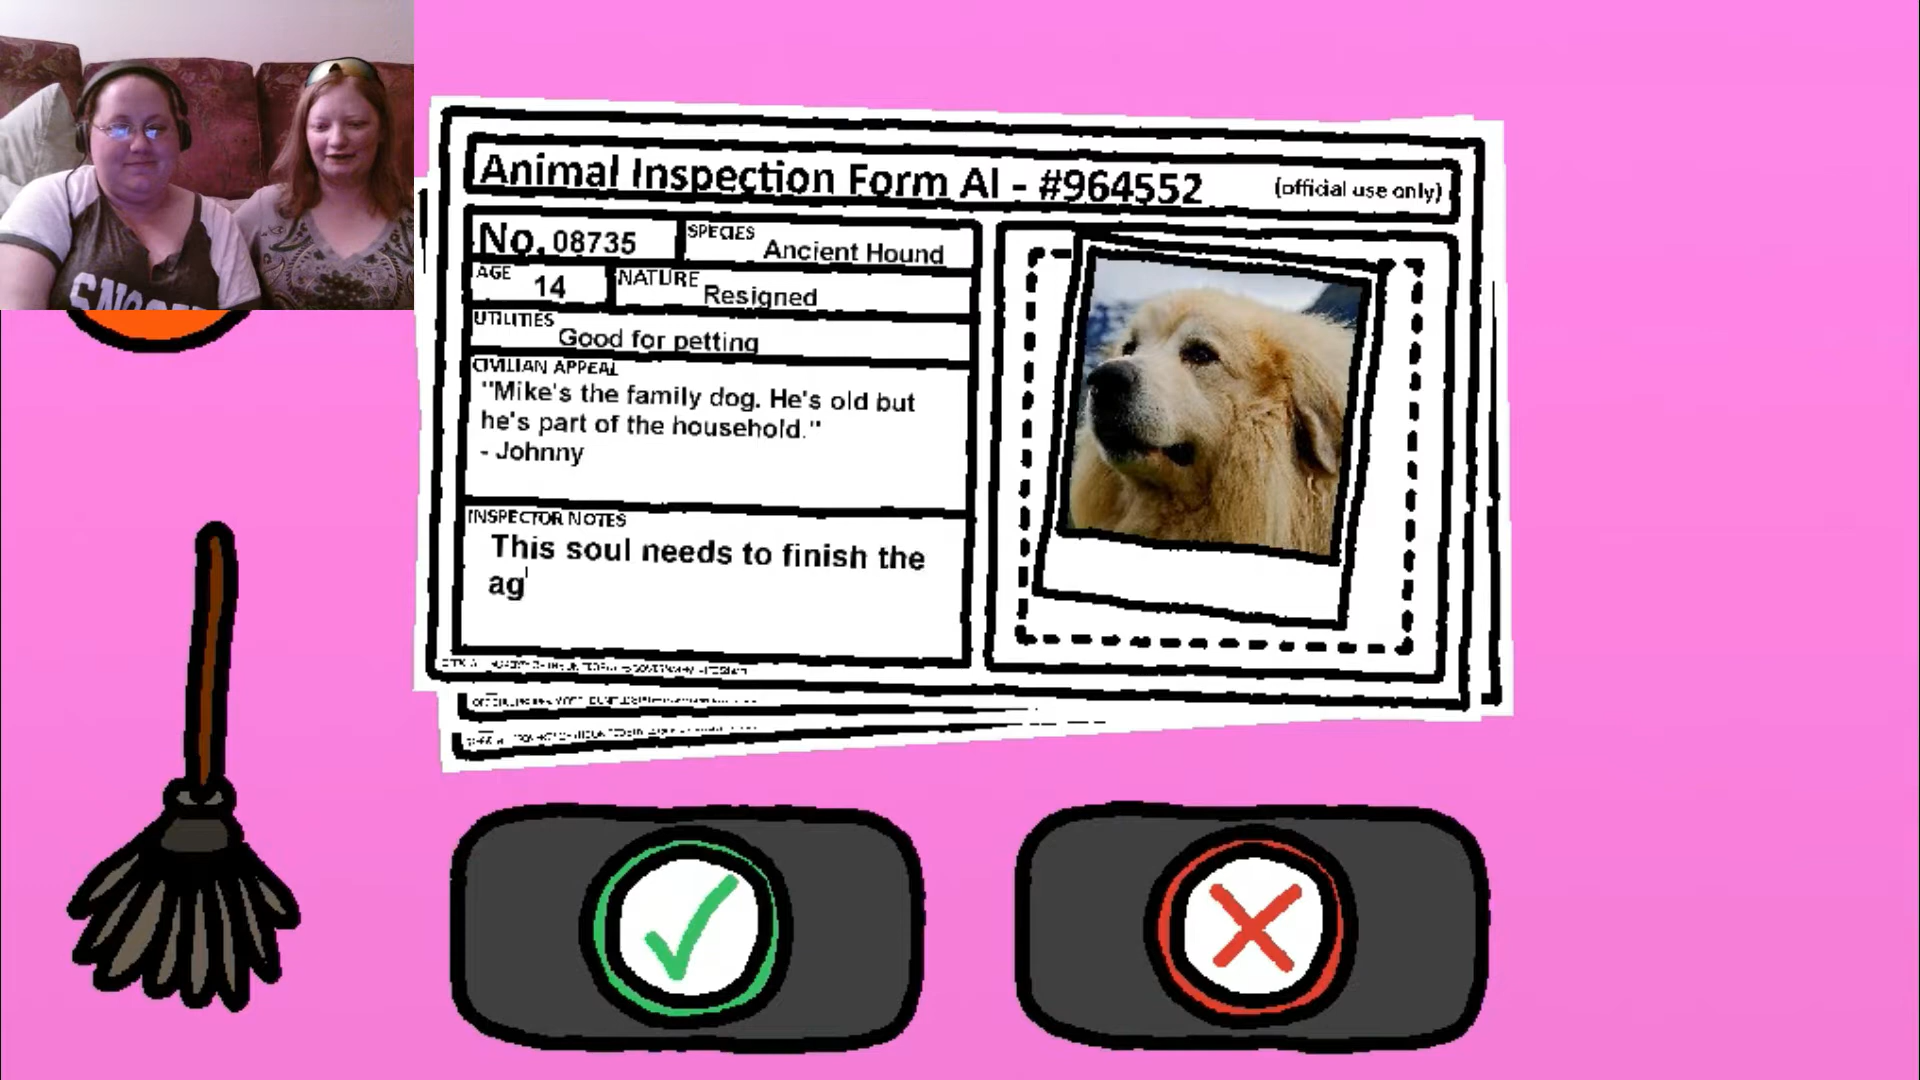 Animal Inspection Form AI - #964552
(official use only)
No. 08735
SPECIES Ancient Hound
AGE 14
NATURE Resigned
UTILITIES Good for petting
CIVILIAN APPEAL
"Mike's the family dog. He's old but
he's part of the household."
- Johnny
INSPECTOR NOTES
This soul needs to finish the
ag